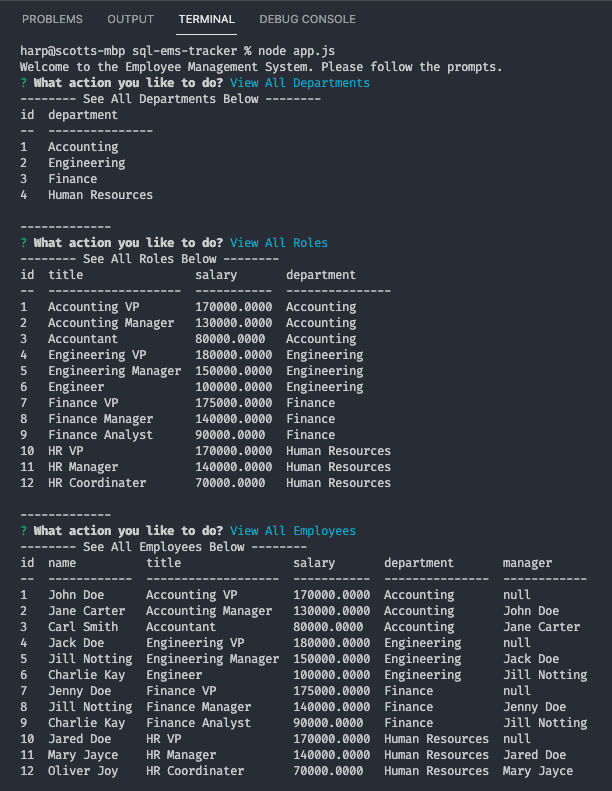 PROBLEMS OUTPUT TERMINAL DEBUG CONSOLE
harp@scotts-mbp sql-ems-tracker % node app.js
Welcome to the Employee Management System. Please follow the prompts.
? What action you like to do? View All Departments
-------- See All Departments Below --------
id  department
--  ---------------
1   Accounting
2   Engineering
3   Finance
4   Human Resources
-------------
? What action you like to do? View All Roles
-------- See All Roles Below --------
id  title                salary       department
--  -------------------  -----------  ---------------
1   Accounting VP        170000.0000  Accounting
2   Accounting Manager   130000.0000  Accounting
3   Accountant           80000.0000   Accounting
4   Engineering VP       180000.0000  Engineering
5   Engineering Manager  150000.0000  Engineering
6   Engineer             100000.0000  Engineering
7   Finance VP           175000.0000  Finance
8   Finance Manager      140000.0000  Finance
9   Finance Analyst      90000.0000   Finance
10  HR VP                170000.0000  Human Resources
11  HR Manager           140000.0000  Human Resources
12  HR Coordinater       70000.0000   Human Resources
-------------
? What action you like to do? View All Employees
-------- See All Employees Below --------
id  name          title                salary       department       manager
--  ------------  -------------------  -----------  ---------------  ------------
1   John Doe      Accounting VP        170000.0000  Accounting       null
2   Jane Carter   Accounting Manager   130000.0000  Accounting       John Doe
3   Carl Smith    Accountant           80000.0000   Accounting       Jane Carter
4   Jack Doe      Engineering VP       180000.0000  Engineering      null
5   Jill Notting  Engineering Manager  150000.0000  Engineering      Jack Doe
6   Charlie Kay   Engineer             100000.0000  Engineering      Jill Notting
7   Jenny Doe     Finance VP           175000.0000  Finance          null
8   Jill Notting  Finance Manager      140000.0000  Finance          Jenny Doe
9   Charlie Kay   Finance Analyst      90000.0000   Finance          Jill Notting
10  Jared Doe     HR VP                170000.0000  Human Resources  null
11  Mary Jayce    HR Manager           140000.0000  Human Resources  Jared Doe
12  Oliver Joy    HR Coordinater       70000.0000   Human Resources  Mary Jayce